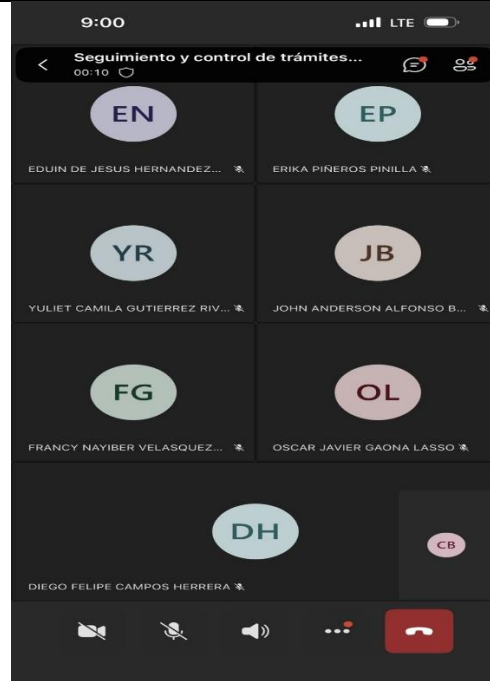 9:00 LTE
Seguimiento y control de trámites...
00:10
EN
EP
EDUIN DE JESUS HERNANDEZ...
ERIKA PIÑEROS PINILLA
YR
JB
YULIET CAMILA GUTIERREZ RIV...
JOHN ANDERSON ALFONSO B...
FG
OL
FRANCY NAYIBER VELASQUEZ...
OSCAR JAVIER GAONA LASSO
DH
CB
DIEGO FELIPE CAMPOS HERRERA